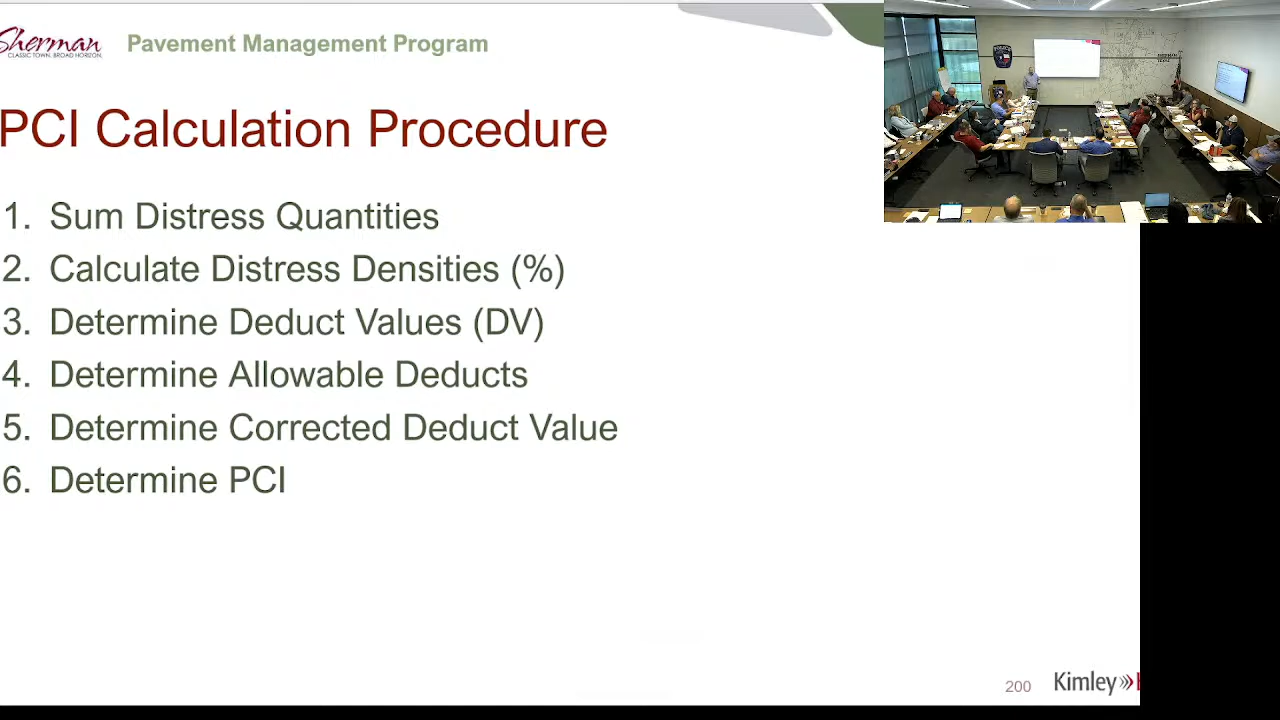 Sherman
CLASSIC TOWN. BROAD HORIZON.
Pavement Management Program
PCI Calculation Procedure
1. Sum Distress Quantities
2. Calculate Distress Densities (%)
3. Determine Deduct Values (DV)
4. Determine Allowable Deducts
5. Determine Corrected Deduct Value
6. Determine PCI
200
Kimley»
POLICE